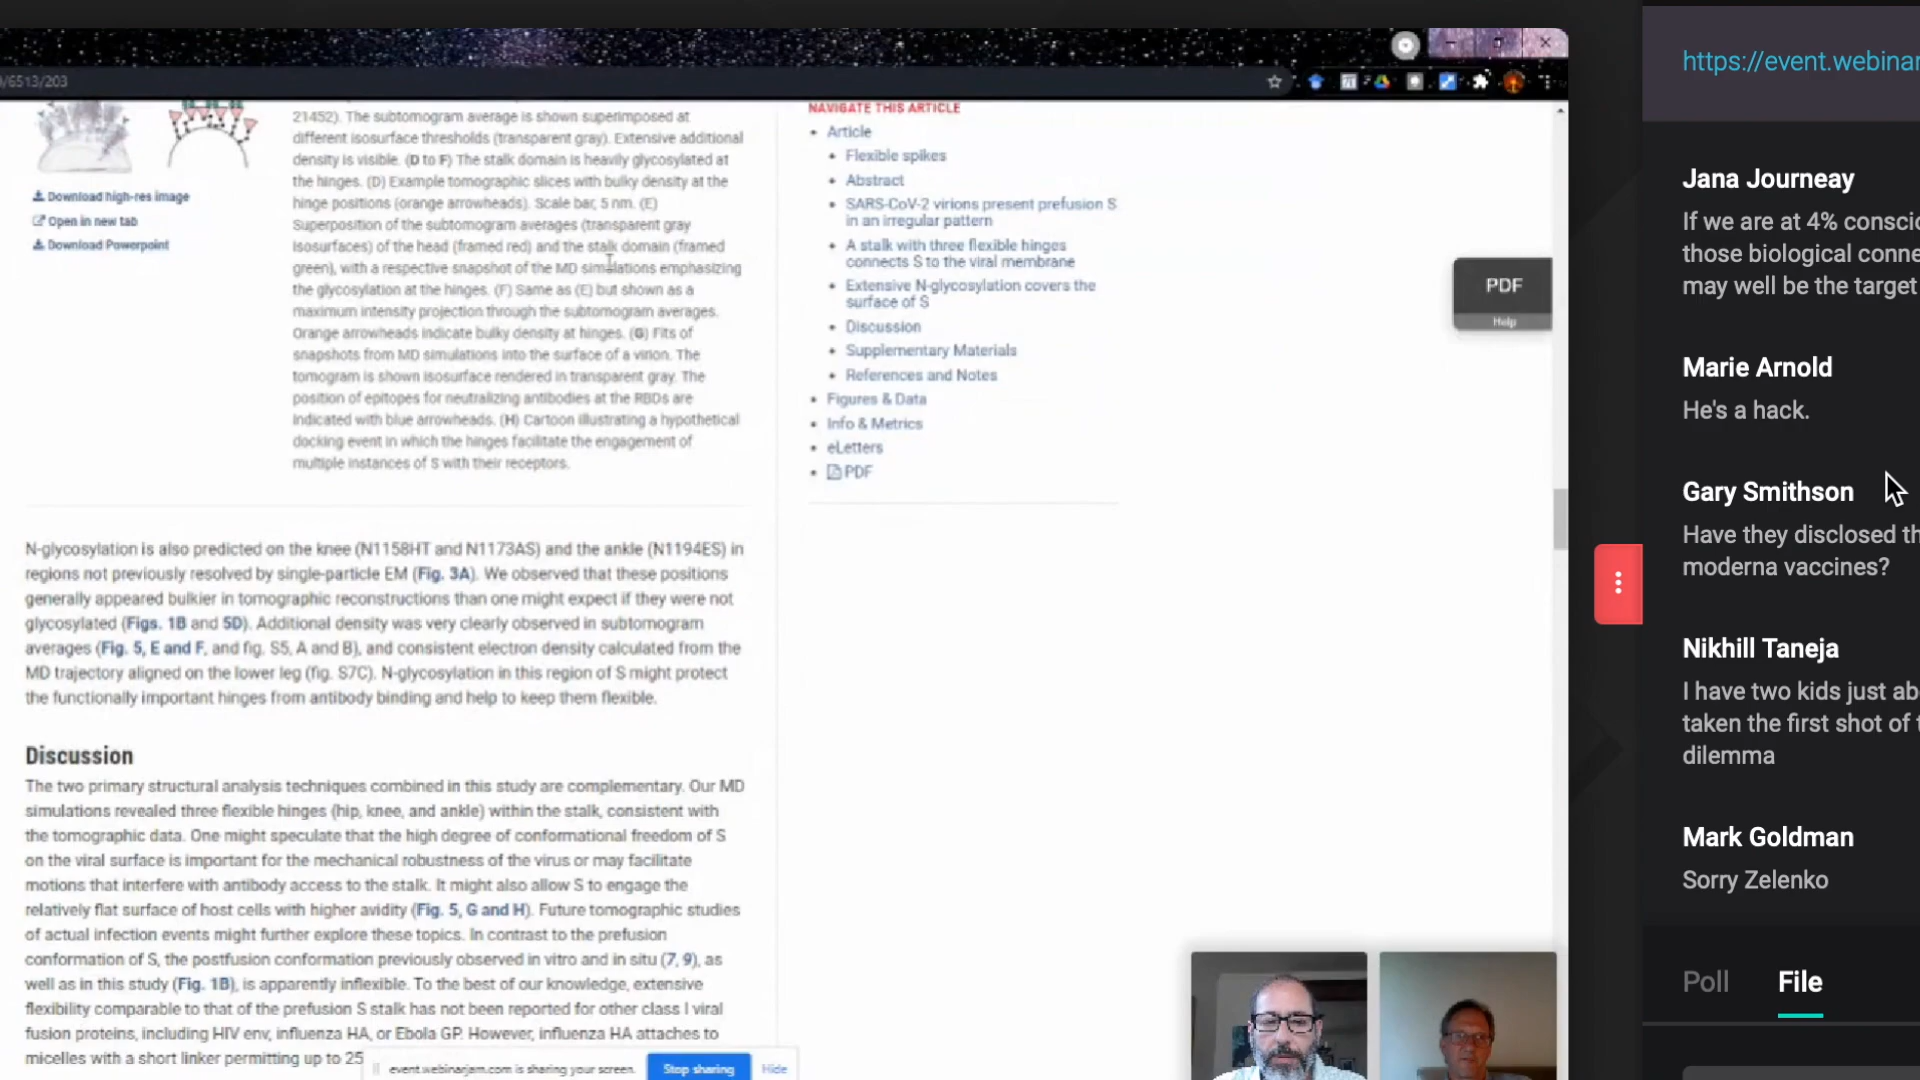 /6513/203
21452). The subtomogram average is shown superimposed at
different isosurface thresholds (transparent gray). Extensive additional
density is visible. (D to F) The stalk domain is heavily glycosylated at
the hinges. (D) Example tomographic slices with bulky density at the
hinge positions (orange arrowheads). Scale bar, 5 nm. (E)
Superposition of the subtomogram averages (transparent gray
isosurfaces) of the head (framed red) and the stalk domain (framed
green), with a respective snapshot of the MD simulations emphasizing
the glycosylation at the hinges. (F) Same as (E) but shown as a
maximum intensity projection through the subtomogram averages.
Orange arrowheads indicate bulky density at hinges. (G) Fits of
snapshots from MD simulations into the surface of a virion. The
tomogram is shown isosurface rendered in transparent gray. The
position of epitopes for neutralizing antibodies at the RBDs are
indicated with blue arrowheads. (H) Cartoon illustrating a hypothetical
docking event in which the hinges facilitate the engagement of
multiple instances of S with their receptors.
Download high-res image
Open in new tab
Download Powerpoint
N-glycosylation is also predicted on the knee (N1158HT and N1173AS) and the ankle (N1194ES) in
regions not previously resolved by single-particle EM (Fig. 3A). We observed that these positions
generally appeared bulkier in tomographic reconstructions than one might expect if they were not
glycosylated (Figs. 1B and 5D). Additional density was very clearly observed in subtomogram
averages (Fig. 5, E and F, and fig. S5, A and B), and consistent electron density calculated from the
MD trajectory aligned on the lower leg (fig. S7C). N-glycosylation in this region of S might protect
the functionally important hinges from antibody binding and help to keep them flexible.
Discussion
The two primary structural analysis techniques combined in this study are complementary. Our MD
simulations revealed three flexible hinges (hip, knee, and ankle) within the stalk, consistent with
the tomographic data. One might speculate that the high degree of conformational freedom of S
on the viral surface is important for the mechanical robustness of the virus or may facilitate
motions that interfere with antibody access to the stalk. It might also allow S to engage the
relatively flat surface of host cells with higher avidity (Fig. 5, G and H). Future tomographic studies
of actual infection events might further explore these topics. In contrast to the prefusion
conformation of S, the postfusion conformation previously observed in vitro and in situ (7, 9), as
well as in this study (Fig. 1B), is apparently inflexible. To the best of our knowledge, extensive
flexibility comparable to that of the prefusion S stalk has not been reported for other class I viral
fusion proteins, including HIV env, influenza HA, or Ebola GP. However, influenza HA attaches to
micelles with a short linker permitting up to 25
event.webinarjam.com is sharing your screen.
Stop sharing
Hide
NAVIGATE THIS ARTICLE
• Article
• Flexible spikes
• Abstract
• SARS-CoV-2 virions present prefusion S
in an irregular pattern
• A stalk with three flexible hinges
connects S to the viral membrane
• Extensive N-glycosylation covers the
surface of S
• Discussion
• Supplementary Materials
• References and Notes
• Figures & Data
• Info & Metrics
• eLetters
• PDF
PDF
Help
https://event.webinar
Jana Journeay
If we are at 4% consci
those biological conne
may well be the target
Marie Arnold
He's a hack.
Gary Smithson
Have they disclosed th
moderna vaccines?
Nikhill Taneja
I have two kids just ab
taken the first shot of
dilemma
Mark Goldman
Sorry Zelenko
Poll
File